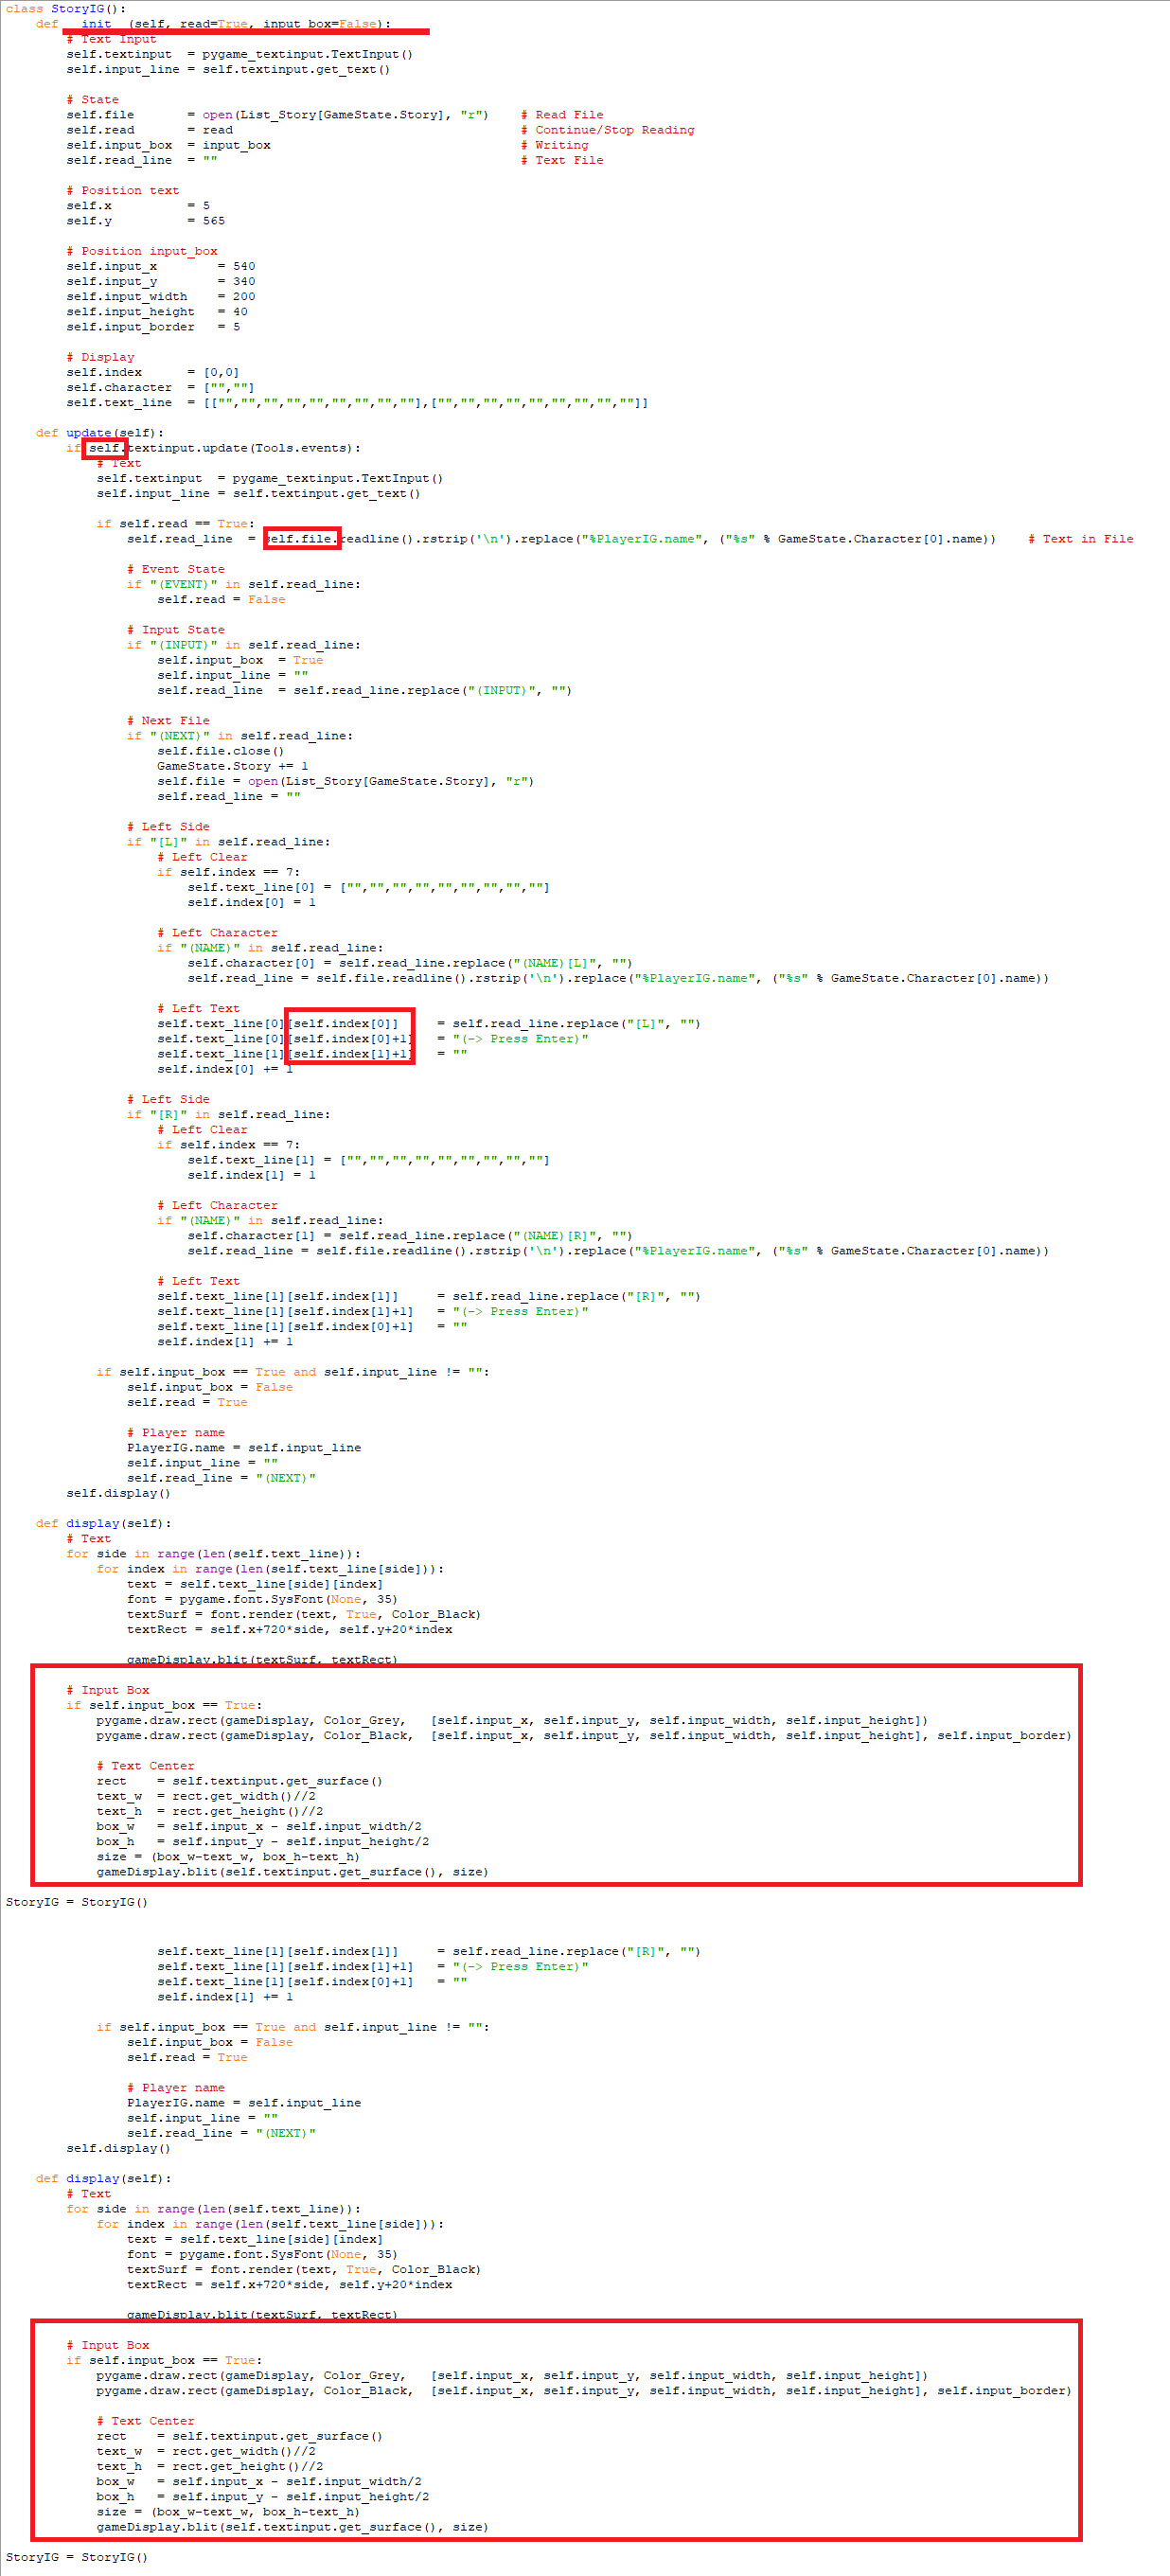 class StoryIG():
    def __init__(self, read=True, input_box=False):
        # Text Input
        self.textinput  = pygame_textinput.TextInput()
        self.input_line = self.textinput.get_text()

        # State
        self.file       = open(List_Story[GameState.Story], "r")    # Read File
        self.read       = read                                      # Continue/Stop Reading
        self.input_box  = input_box                                 # Writing
        self.read_line  = ""                                        # Text File

        # Position text
        self.x          = 5
        self.y          = 565

        # Position input_box
        self.input_x        = 540
        self.input_y        = 340
        self.input_width    = 200
        self.input_height   = 40
        self.input_border   = 5

        # Display
        self.index      = [0,0]
        self.character  = ["",""]
        self.text_line  = [["","","","","","","","",""],["","","","","","","","",""]]

    def update(self):
        if self.textinput.update(Tools.events):
            # Text
            self.textinput  = pygame_textinput.TextInput()
            self.input_line = self.textinput.get_text()

            if self.read == True:
                self.read_line  = self.file.readline().rstrip('\n').replace("%PlayerIG.name", ("%s" % GameState.Character[0].name))    # Text in File

                # Event State
                if "(EVENT)" in self.read_line:
                    self.read = False

                # Input State
                if "(INPUT)" in self.read_line:
                    self.input_box  = True
                    self.input_line = ""
                    self.read_line  = self.read_line.replace("(INPUT)", "")

                # Next File
                if "(NEXT)" in self.read_line:
                    self.file.close()
                    GameState.Story += 1
                    self.file = open(List_Story[GameState.Story], "r")
                    self.read_line = ""

                # Left Side
                if "[L]" in self.read_line:
                    # Left Clear
                    if self.index == 7:
                        self.text_line[0] = ["","","","","","","","",""]
                        self.index[0] = 1

                    # Left Character
                    if "(NAME)" in self.read_line:
                        self.character[0] = self.read_line.replace("(NAME)[L]", "")
                        self.read_line = self.file.readline().rstrip('\n').replace("%PlayerIG.name", ("%s" % GameState.Character[0].name))

                    # Left Text
                    self.text_line[0][self.index[0]]     = self.read_line.replace("[L]", "")
                    self.text_line[0][self.index[0]+1]   = "(-> Press Enter)"
                    self.text_line[1][self.index[1]+1]   = ""
                    self.index[0] += 1

                # Left Side
                if "[R]" in self.read_line:
                    # Left Clear
                    if self.index == 7:
                        self.text_line[1] = ["","","","","","","","",""]
                        self.index[1] = 1

                    # Left Character
                    if "(NAME)" in self.read_line:
                        self.character[1] = self.read_line.replace("(NAME)[R]", "")
                        self.read_line = self.file.readline().rstrip('\n').replace("%PlayerIG.name", ("%s" % GameState.Character[0].name))

                    # Left Text
                    self.text_line[1][self.index[1]]     = self.read_line.replace("[R]", "")
                    self.text_line[1][self.index[1]+1]   = "(-> Press Enter)"
                    self.text_line[1][self.index[0]+1]   = ""
                    self.index[1] += 1

            if self.input_box == True and self.input_line != "":
                self.input_box = False
                self.read = True

                # Player name
                PlayerIG.name = self.input_line
                self.input_line = ""
                self.read_line = "(NEXT)"
        self.display()

    def display(self):
        # Text
        for side in range(len(self.text_line)):
            for index in range(len(self.text_line[side])):
                text = self.text_line[side][index]
                font = pygame.font.SysFont(None, 35)
                textSurf = font.render(text, True, Color_Black)
                textRect = self.x+720*side, self.y+20*index

                gameDisplay.blit(textSurf, textRect)

        # Input Box
        if self.input_box == True:
            pygame.draw.rect(gameDisplay, Color_Grey,   [self.input_x, self.input_y, self.input_width, self.input_height])
            pygame.draw.rect(gameDisplay, Color_Black,  [self.input_x, self.input_y, self.input_width, self.input_height], self.input_border)

            # Text Center
            rect    = self.textinput.get_surface()
            text_w  = rect.get_width()//2
            text_h  = rect.get_height()//2
            box_w   = self.input_x - self.input_width/2
            box_h   = self.input_y - self.input_height/2
            size = (box_w-text_w, box_h-text_h)
            gameDisplay.blit(self.textinput.get_surface(), size)

StoryIG = StoryIG()

                    self.text_line[1][self.index[1]]     = self.read_line.replace("[R]", "")
                    self.text_line[1][self.index[1]+1]   = "(-> Press Enter)"
                    self.text_line[1][self.index[0]+1]   = ""
                    self.index[1] += 1

            if self.input_box == True and self.input_line != "":
                self.input_box = False
                self.read = True

                # Player name
                PlayerIG.name = self.input_line
                self.input_line = ""
                self.read_line = "(NEXT)"
        self.display()

    def display(self):
        # Text
        for side in range(len(self.text_line)):
            for index in range(len(self.text_line[side])):
                text = self.text_line[side][index]
                font = pygame.font.SysFont(None, 35)
                textSurf = font.render(text, True, Color_Black)
                textRect = self.x+720*side, self.y+20*index

                gameDisplay.blit(textSurf, textRect)

        # Input Box
        if self.input_box == True:
            pygame.draw.rect(gameDisplay, Color_Grey,   [self.input_x, self.input_y, self.input_width, self.input_height])
            pygame.draw.rect(gameDisplay, Color_Black,  [self.input_x, self.input_y, self.input_width, self.input_height], self.input_border)

            # Text Center
            rect    = self.textinput.get_surface()
            text_w  = rect.get_width()//2
            text_h  = rect.get_height()//2
            box_w   = self.input_x - self.input_width/2
            box_h   = self.input_y - self.input_height/2
            size = (box_w-text_w, box_h-text_h)
            gameDisplay.blit(self.textinput.get_surface(), size)

StoryIG = StoryIG()